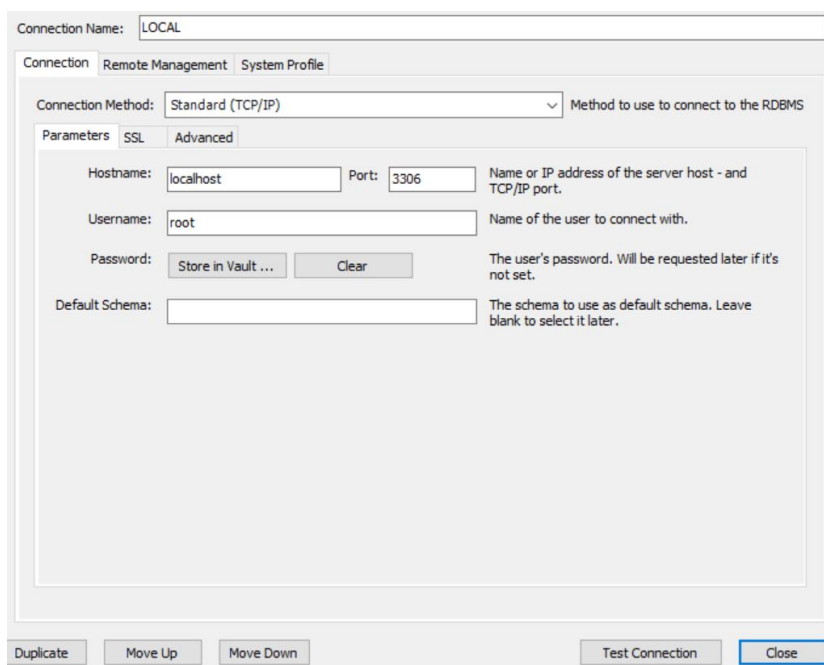 Connection Name: LOCAL
Connection Remote Management System Profile
Connection Method: Standard (TCP/IP) Method to use to connect to the RDBMS
Parameters SSL Advanced
Hostname: localhost Port: 3306 Name or IP address of the server host - and
TCP/IP port.
Username: root Name of the user to connect with.
Password: Store in Vault ... Clear The user's password. Will be requested later if it's
not set.
Default Schema: The schema to use as default schema. Leave
blank to select it later.
Duplicate Move Up Move Down Test Connection Close